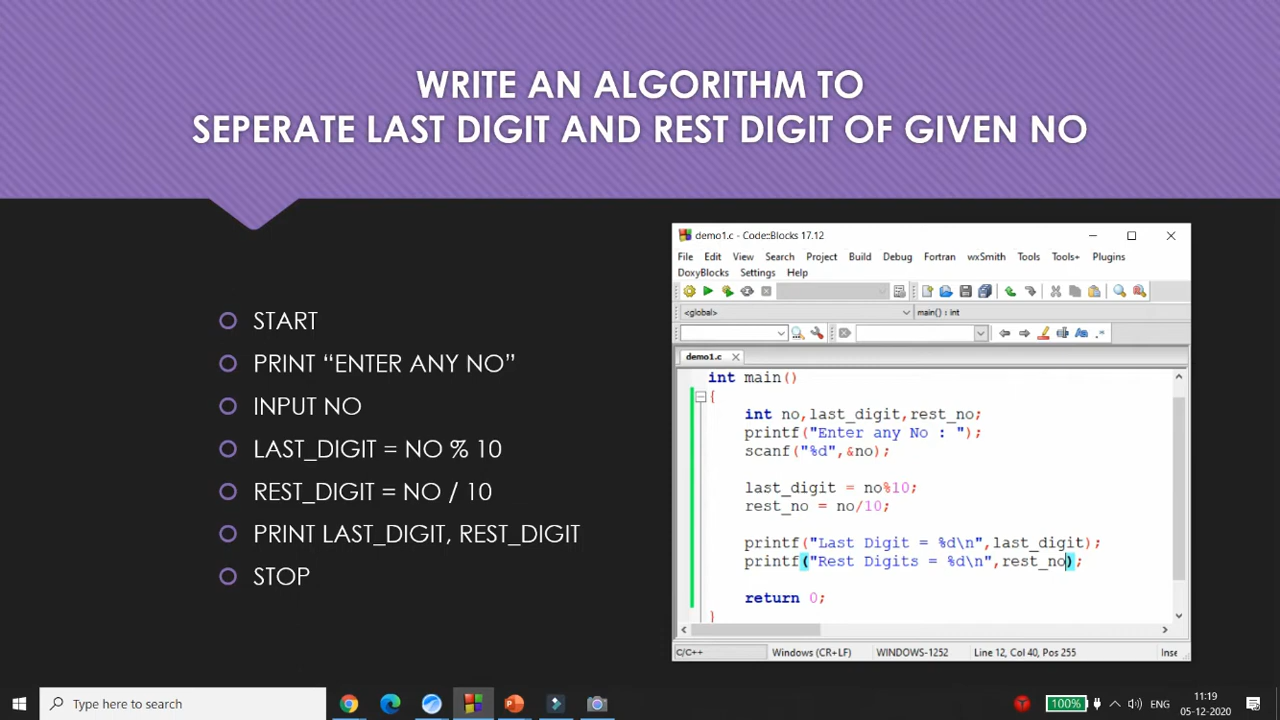 WRITE AN ALGORITHM TO
SEPERATE LAST DIGIT AND REST DIGIT OF GIVEN NO
START
PRINT “ENTER ANY NO”
INPUT NO
LAST_DIGIT = NO % 10
REST_DIGIT = NO / 10
PRINT LAST_DIGIT, REST_DIGIT
STOP
demo1.c - Code::Blocks 17.12
File Edit View Search Project Build Debug Fortran wxSmith Tools Tools+ Plugins
DoxyBlocks Settings Help
<global> main() : int
demo1.c
int main()
{
int no,last_digit,rest_no;
printf("Enter any No : ");
scanf("%d",&no);
last_digit = no%10;
rest_no = no/10;
printf("Last Digit = %d\n",last_digit);
printf("Rest Digits = %d\n",rest_no);
return 0;
}
C/C++ Windows (CR+LF) WINDOWS-1252 Line 12, Col 40, Pos 255 Inse
Type here to search
100% ENG 11:19
05-12-2020